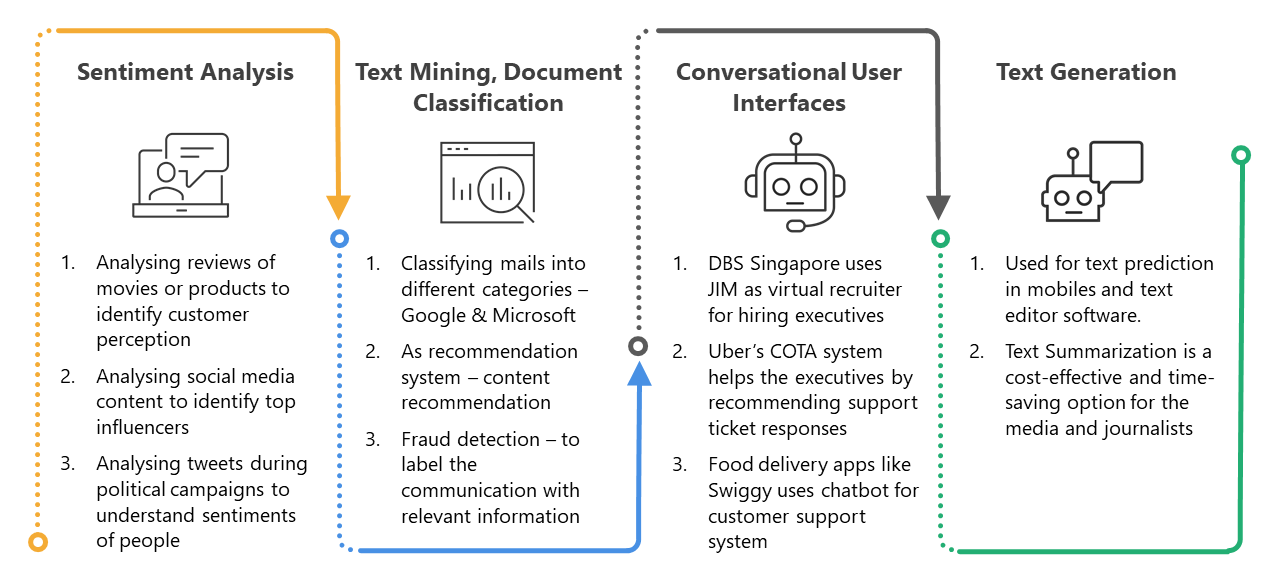 Sentiment Analysis
1. Analysing reviews of
movies or products to
identify customer
perception
2. Analysing social media
content to identify top
influencers
3. Analysing tweets during
political campaigns to
understand sentiments
of people
Text Mining, Document
Classification
1. Classifying mails into
different categories –
Google & Microsoft
2. As recommendation
system – content
recommendation
3. Fraud detection – to
label the
communication with
relevant information
Conversational User
Interfaces
1. DBS Singapore uses
JIM as virtual recruiter
for hiring executives
2. Uber’s COTA system
helps the executives by
recommending support
ticket responses
3. Food delivery apps like
Swiggy uses chatbot for
customer support
system
Text Generation
1. Used for text prediction
in mobiles and text
editor software.
2. Text Summarization is a
cost-effective and time-
saving option for the
media and journalists